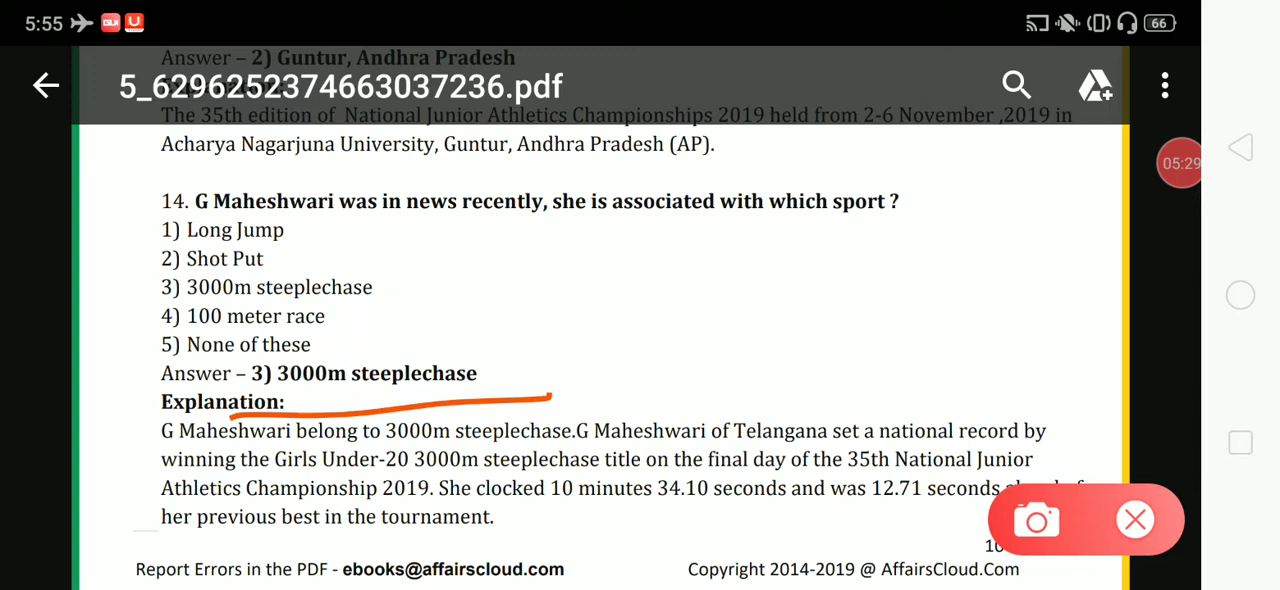 5:55
66
Answer – 2) Guntur, Andhra Pradesh
5_6296252374663037236.pdf
The 35th edition of National Junior Athletics Championships 2019 held from 2-6 November ,2019 in
05:29
Acharya Nagarjuna University, Guntur, Andhra Pradesh (AP).
14. G Maheshwari was in news recently, she is associated with which sport ?
1) Long Jump
2) Shot Put
3) 3000m steeplechase
4) 100 meter race
5) None of these
Answer – 3) 3000m steeplechase
Explanation:
G Maheshwari belong to 3000m steeplechase.G Maheshwari of Telangana set a national record by
winning the Girls Under-20 3000m steeplechase title on the final day of the 35th National Junior
Athletics Championship 2019. She clocked 10 minutes 34.10 seconds and was 12.71 seconds
her previous best in the tournament.
Report Errors in the PDF - ebooks@affairscloud.com
Copyright 2014-2019 @ AffairsCloud.Com